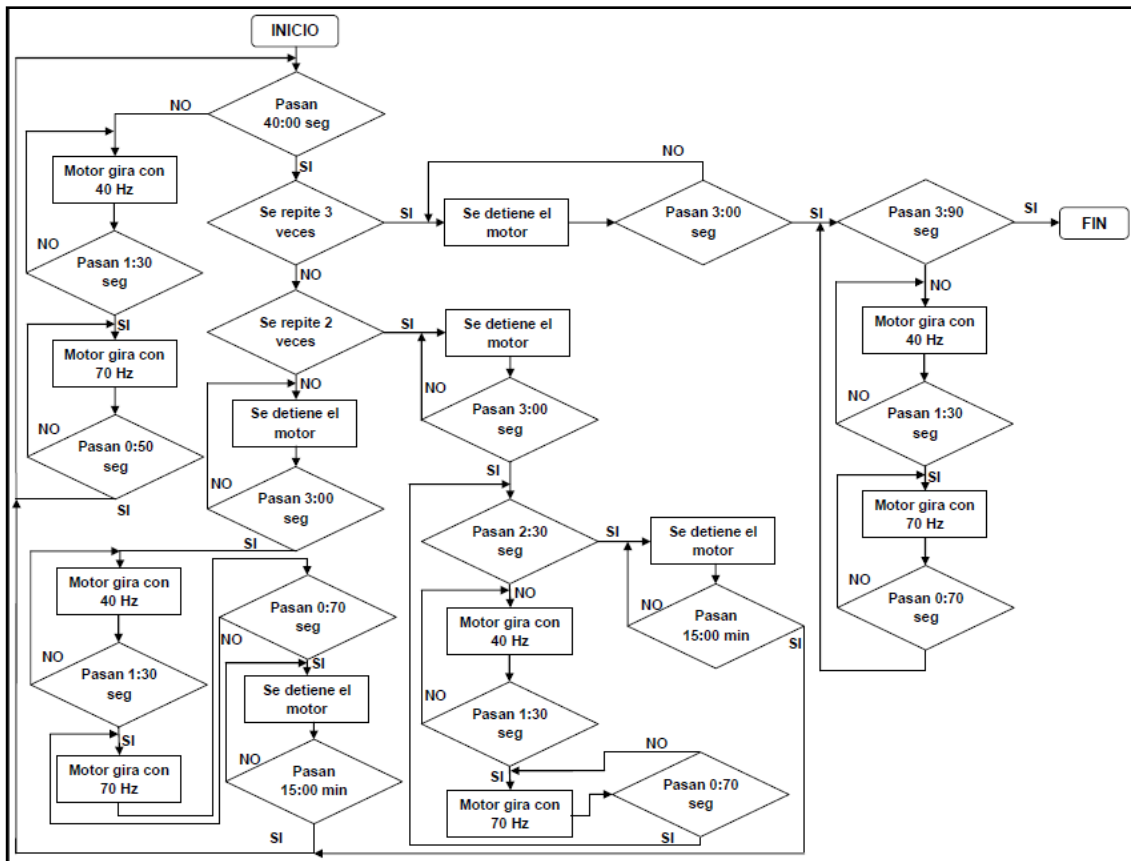 INICIO
Pasan
40:00 seg
NO
SI
Motor gira con
40 Hz
NO
Pasan 1:30
seg
SI
Motor gira con
70 Hz
NO
Pasan 0:50
seg
SI
Se repite 3
veces
SI
NO
Se detiene el
motor
NO
Pasan 3:00
seg
SI
Pasan 3:90
seg
SI
FIN
NO
Motor gira con
40 Hz
NO
Pasan 1:30
seg
SI
Motor gira con
70 Hz
NO
Pasan 0:70
seg
Se repite 2
veces
SI
NO
Se detiene el
motor
NO
Pasan 3:00
seg
SI
Se detiene el
motor
NO
Pasan 3:00
seg
SI
Pasan 2:30
seg
SI
NO
Se detiene el
motor
NO
Pasan
15:00 min
SI
Motor gira con
40 Hz
NO
Pasan 1:30
seg
SI
Motor gira con
70 Hz
NO
Pasan 0:70
seg
SI
Motor gira con
40 Hz
NO
Pasan 1:30
seg
SI
Motor gira con
70 Hz
Pasan 0:70
seg
NO
SI
Se detiene el
motor
NO
Pasan
15:00 min
SI